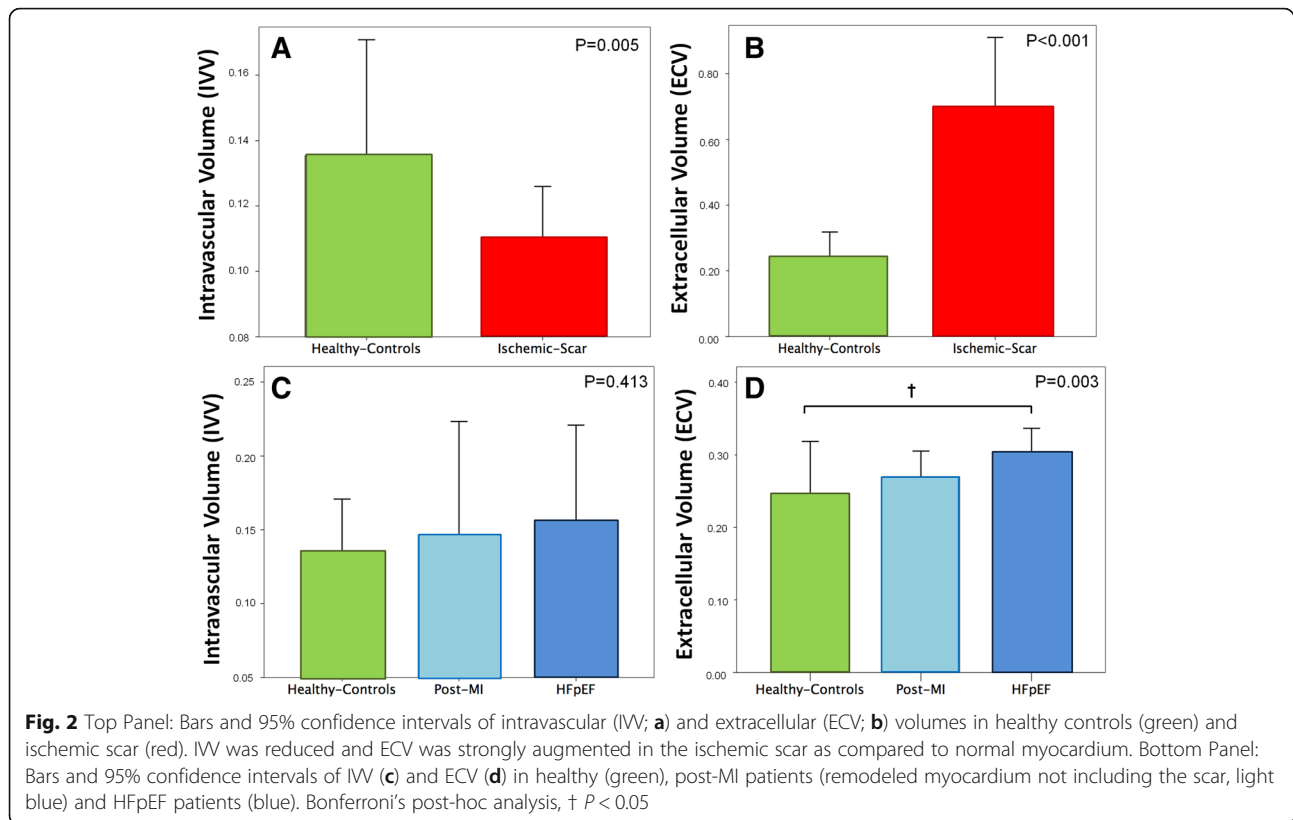 A
P=0.005
Intravascular Volume (IVV)
0.16
0.14
0.12
0.10
0.08
Healthy-Controls
Ischemic-Scar
B
P<0.001
Extracellular Volume (ECV)
0.80
0.60
0.40
0.20
0.00
Healthy-Controls
Ischemic-Scar
C
P=0.413
Intravascular Volume (IVV)
0.25
0.20
0.15
0.10
0.05
Healthy-Controls
Post-MI
HFpEF
D
P=0.003
†
Extracellular Volume (ECV)
0.40
0.30
0.20
0.10
0.00
Healthy-Controls
Post-MI
HFpEF
Fig. 2 Top Panel: Bars and 95% confidence intervals of intravascular (IVV; a) and extracellular (ECV; b) volumes in healthy controls (green) and
ischemic scar (red). IVV was reduced and ECV was strongly augmented in the ischemic scar as compared to normal myocardium. Bottom Panel:
Bars and 95% confidence intervals of IVV (c) and ECV (d) in healthy (green), post-MI patients (remodeled myocardium not including the scar, light
blue) and HFpEF patients (blue). Bonferroni's post-hoc analysis, † P < 0.05